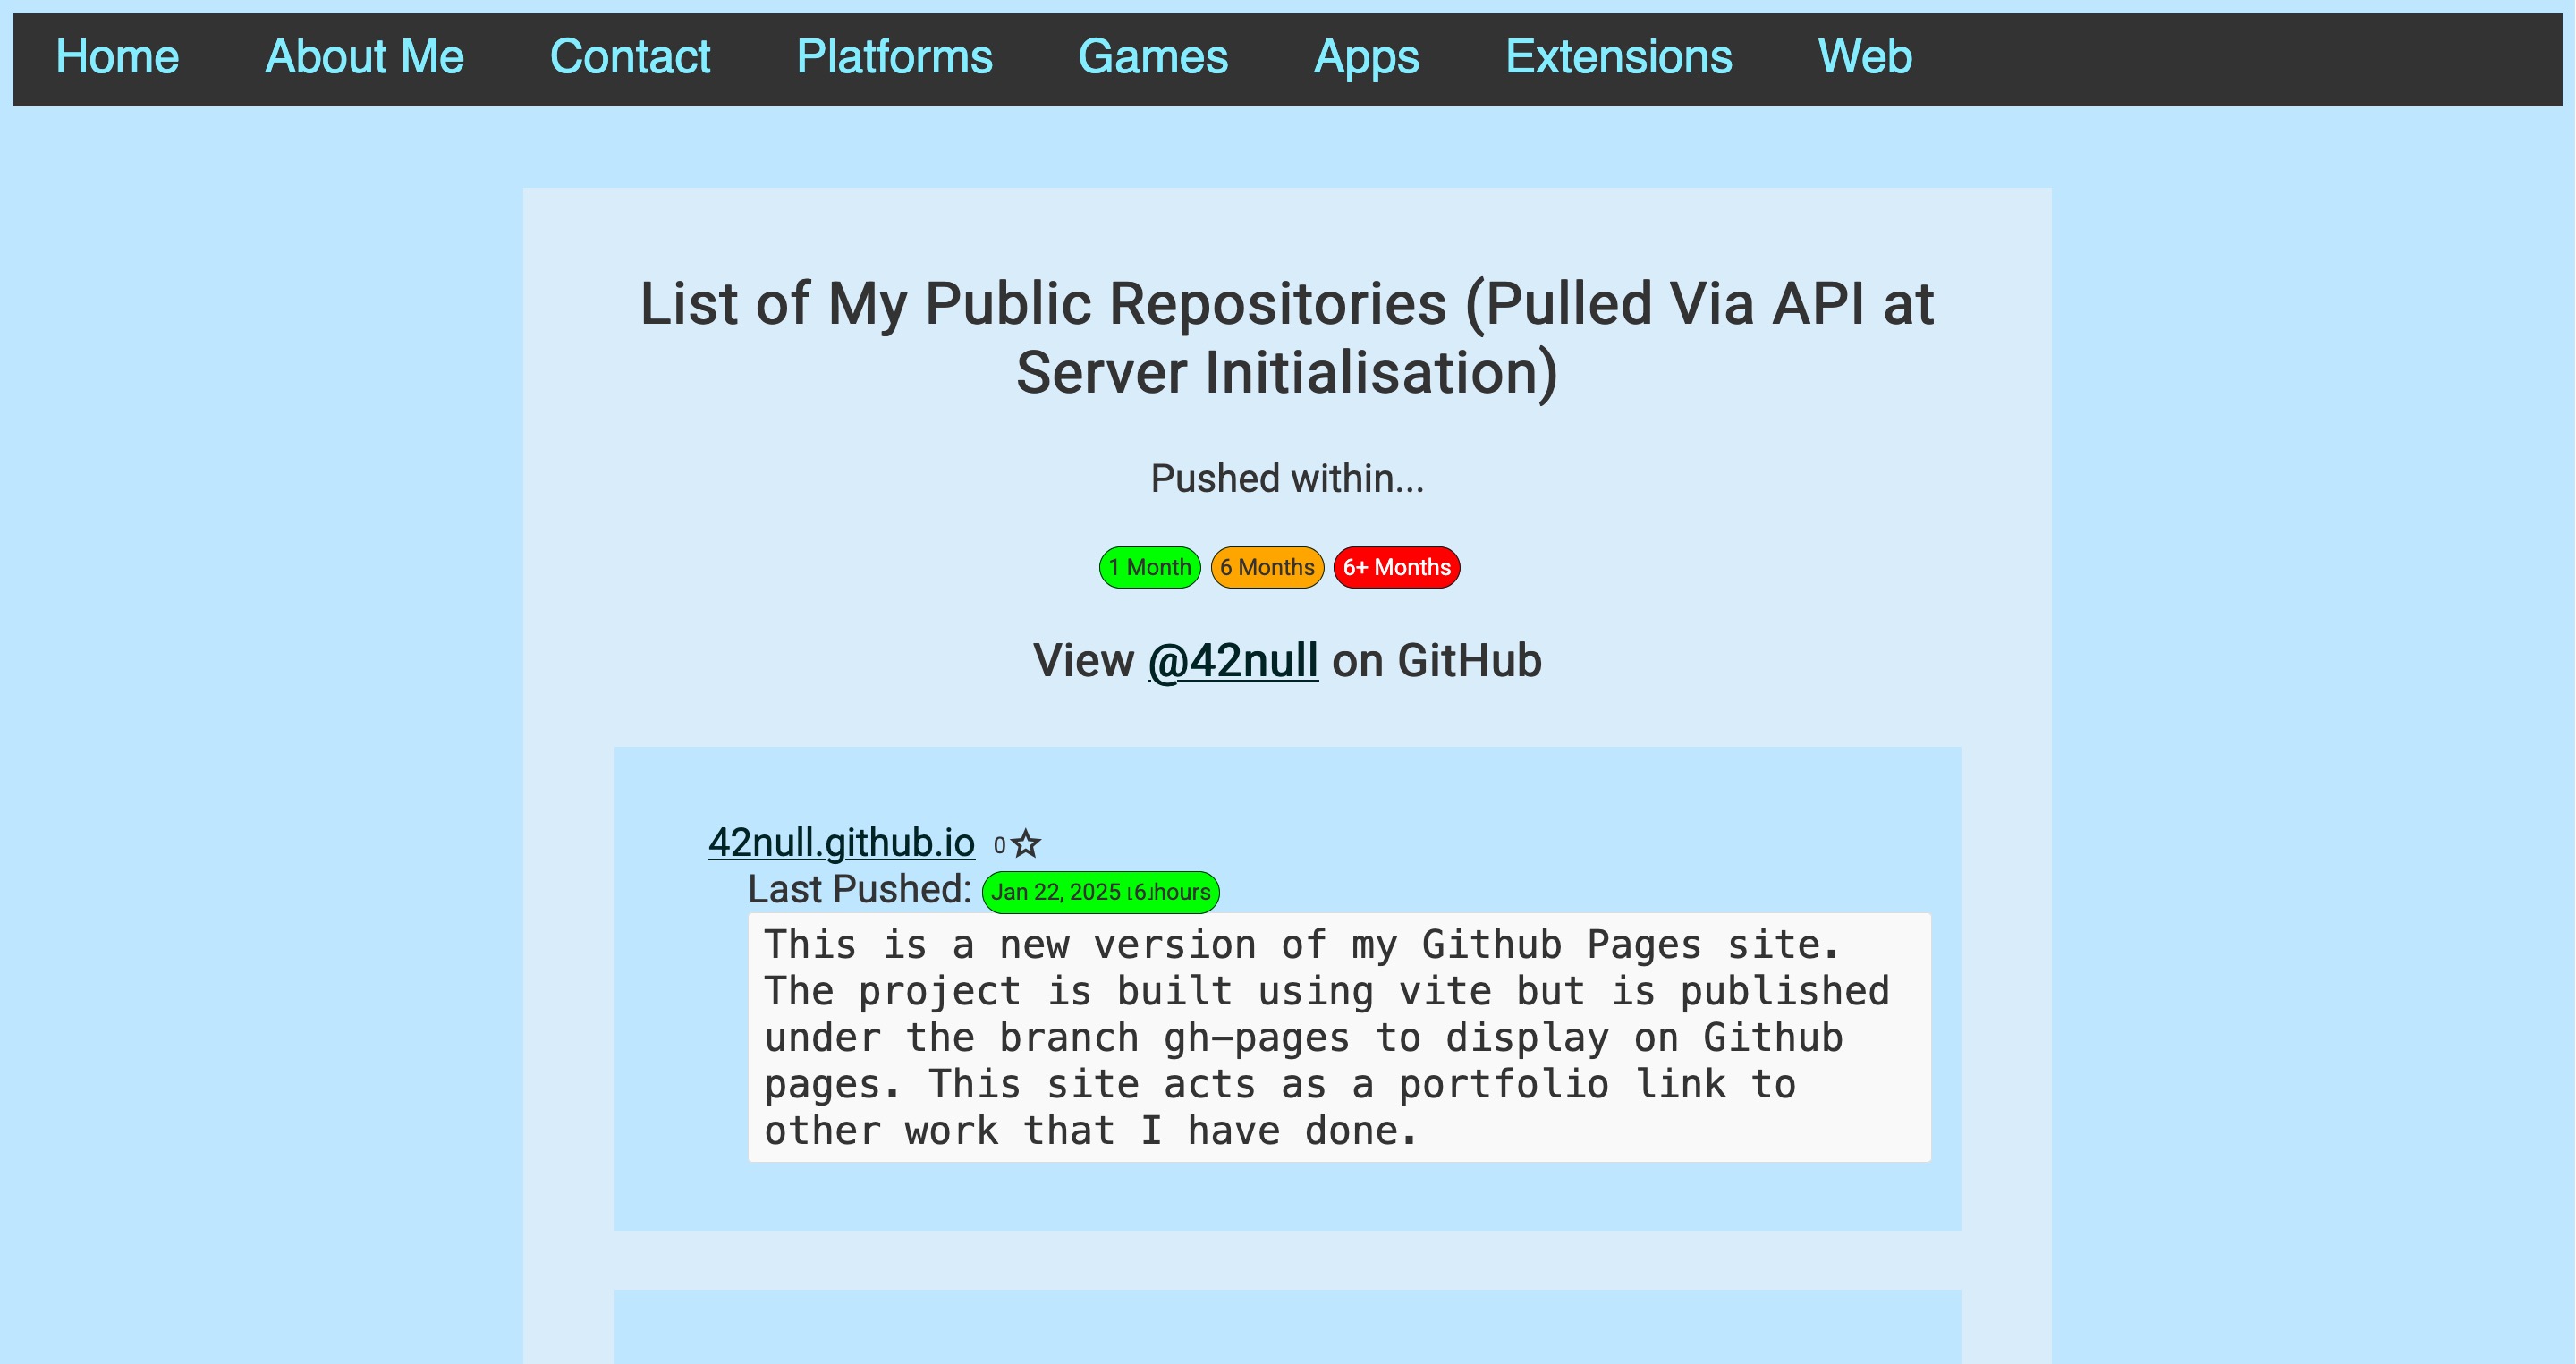 Home About Me Contact Platforms Games Apps Extensions Web
List of My Public Repositories (Pulled Via API at
Server Initialisation)
Pushed within...
1 Month 6 Months 6+ Months
View @42null on GitHub
42null.github.io 0☆
Last Pushed: Jan 22, 2025 ⌊6⌋hours
This is a new version of my Github Pages site.
The project is built using vite but is published
under the branch gh-pages to display on Github
pages. This site acts as a portfolio link to
other work that I have done.